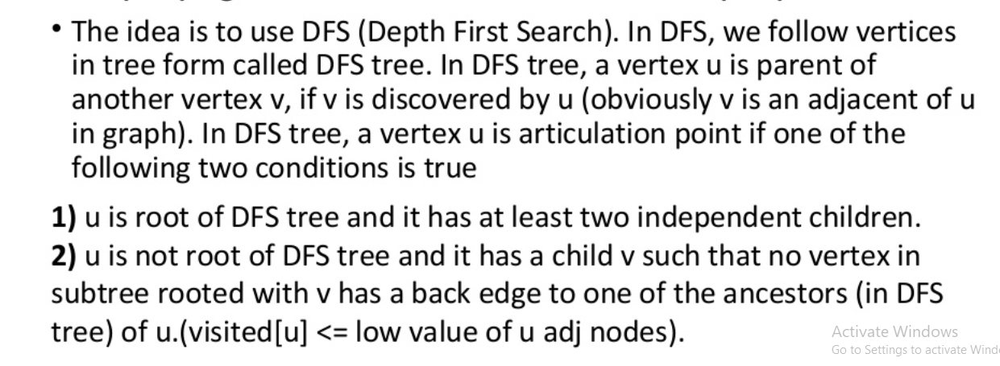 • The idea is to use DFS (Depth First Search). In DFS, we follow vertices
in tree form called DFS tree. In DFS tree, a vertex u is parent of
another vertex v, if v is discovered by u (obviously v is an adjacent of u
in graph). In DFS tree, a vertex u is articulation point if one of the
following two conditions is true
1) u is root of DFS tree and it has at least two independent children.
2) u is not root of DFS tree and it has a child v such that no vertex in
subtree rooted with v has a back edge to one of the ancestors (in DFS
tree) of u.(visited[u] <= low value of u adj nodes).
Activate Windows
Go to Settings to activate Wind